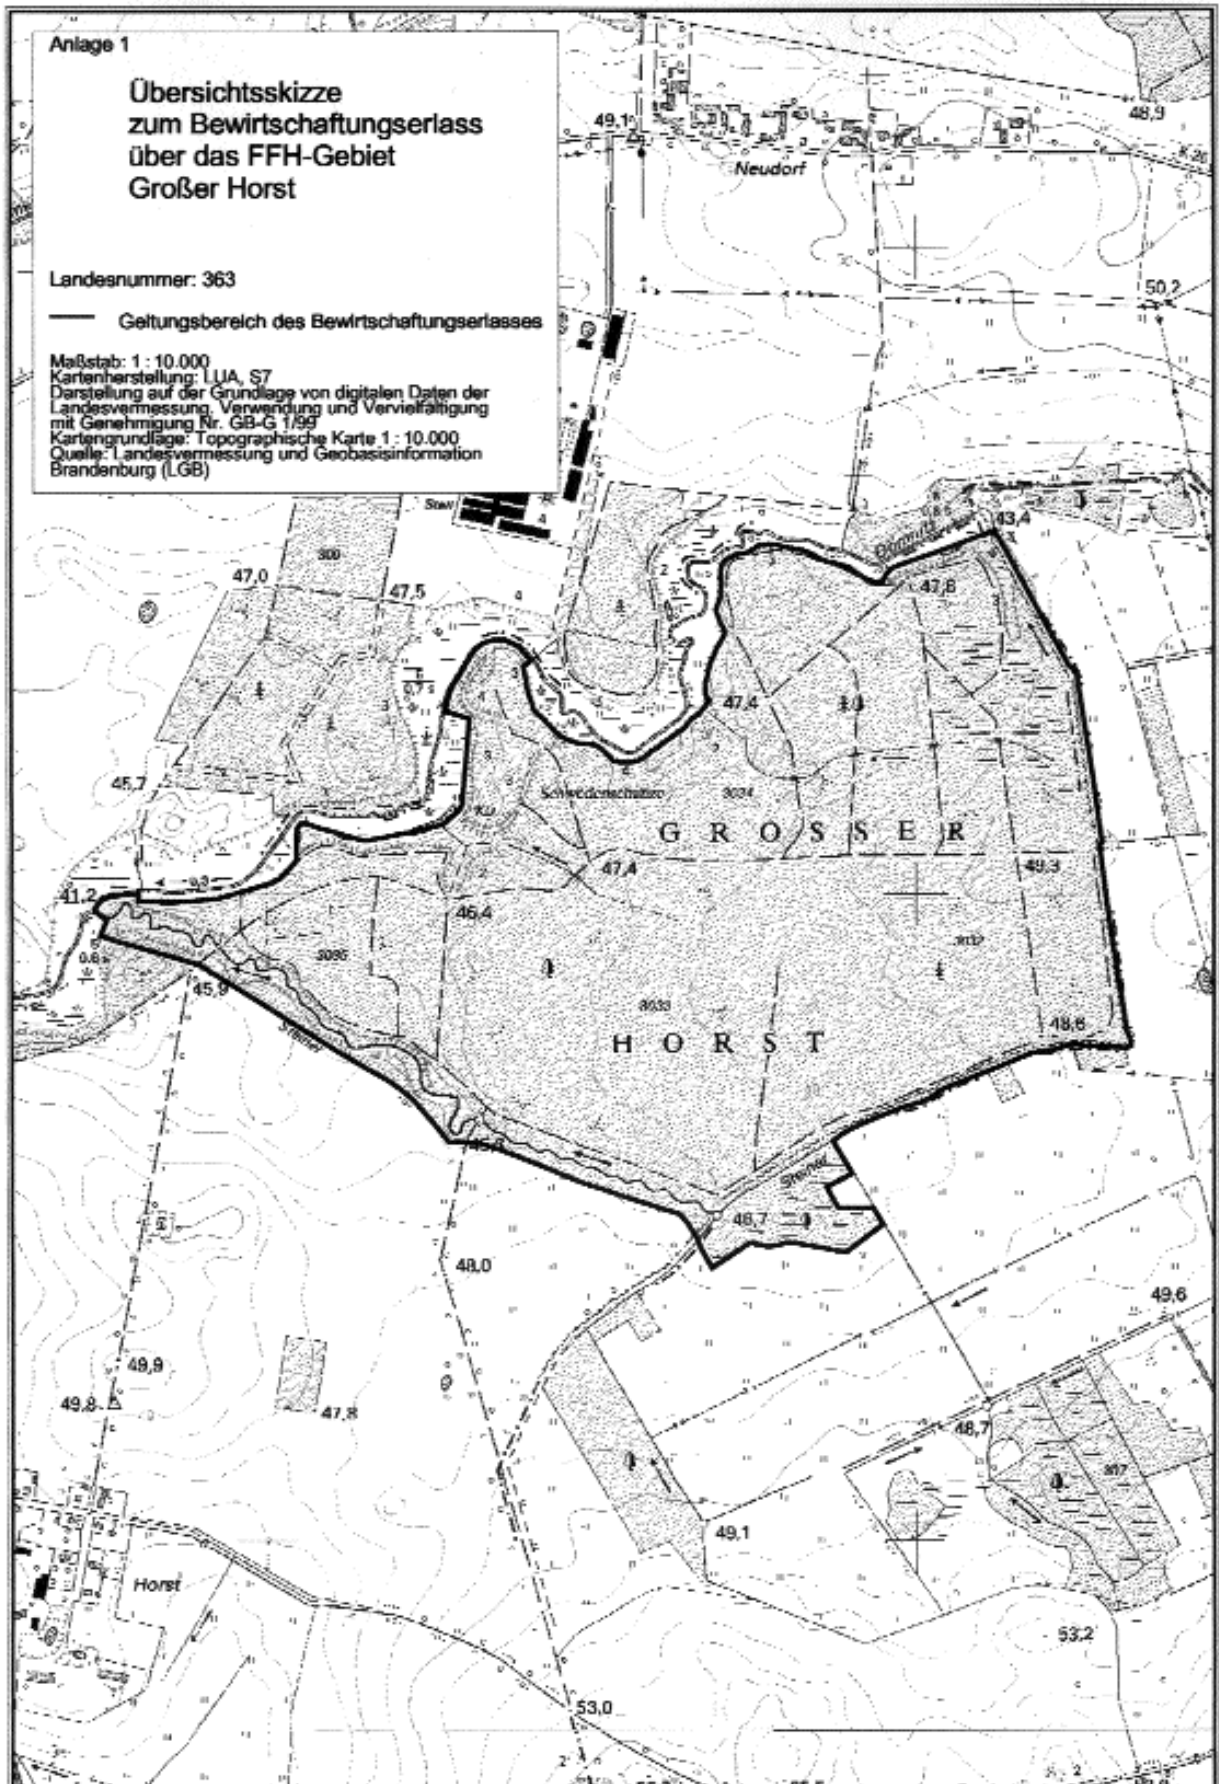 Anlage 1
Übersichtsskizze
zum Bewirtschaftungserlass
über das FFH-Gebiet
Großer Horst
Landesnummer: 363
Geltungsbereich des Bewirtschaftungserlasses
Maßstab: 1 : 10.000
Kartenherstellung: LUA, S7
Darstellung auf der Grundlage von digitalen Daten der
Landesvermessung, Verwendung und Vervielfältigung
mit Genehmigung Nr. GB-G 1/99
Kartengrundlage: Topographische Karte 1 : 10.000
Quelle: Landesvermessung und Geobasisinformation
Brandenburg (LGB)
49,1
48,9
Neudorf
50,2
43,4
47,0
47,5
47,6
47,4
45,7
Schwedenschanze
3034
GROSSER
47,4
49,3
41,2
46,4
3035
45,9
3033
HORST
48,6
46,7
48,0
49,6
49,9
49,8
47,8
48,7
49,1
Horst
53,2
53,0